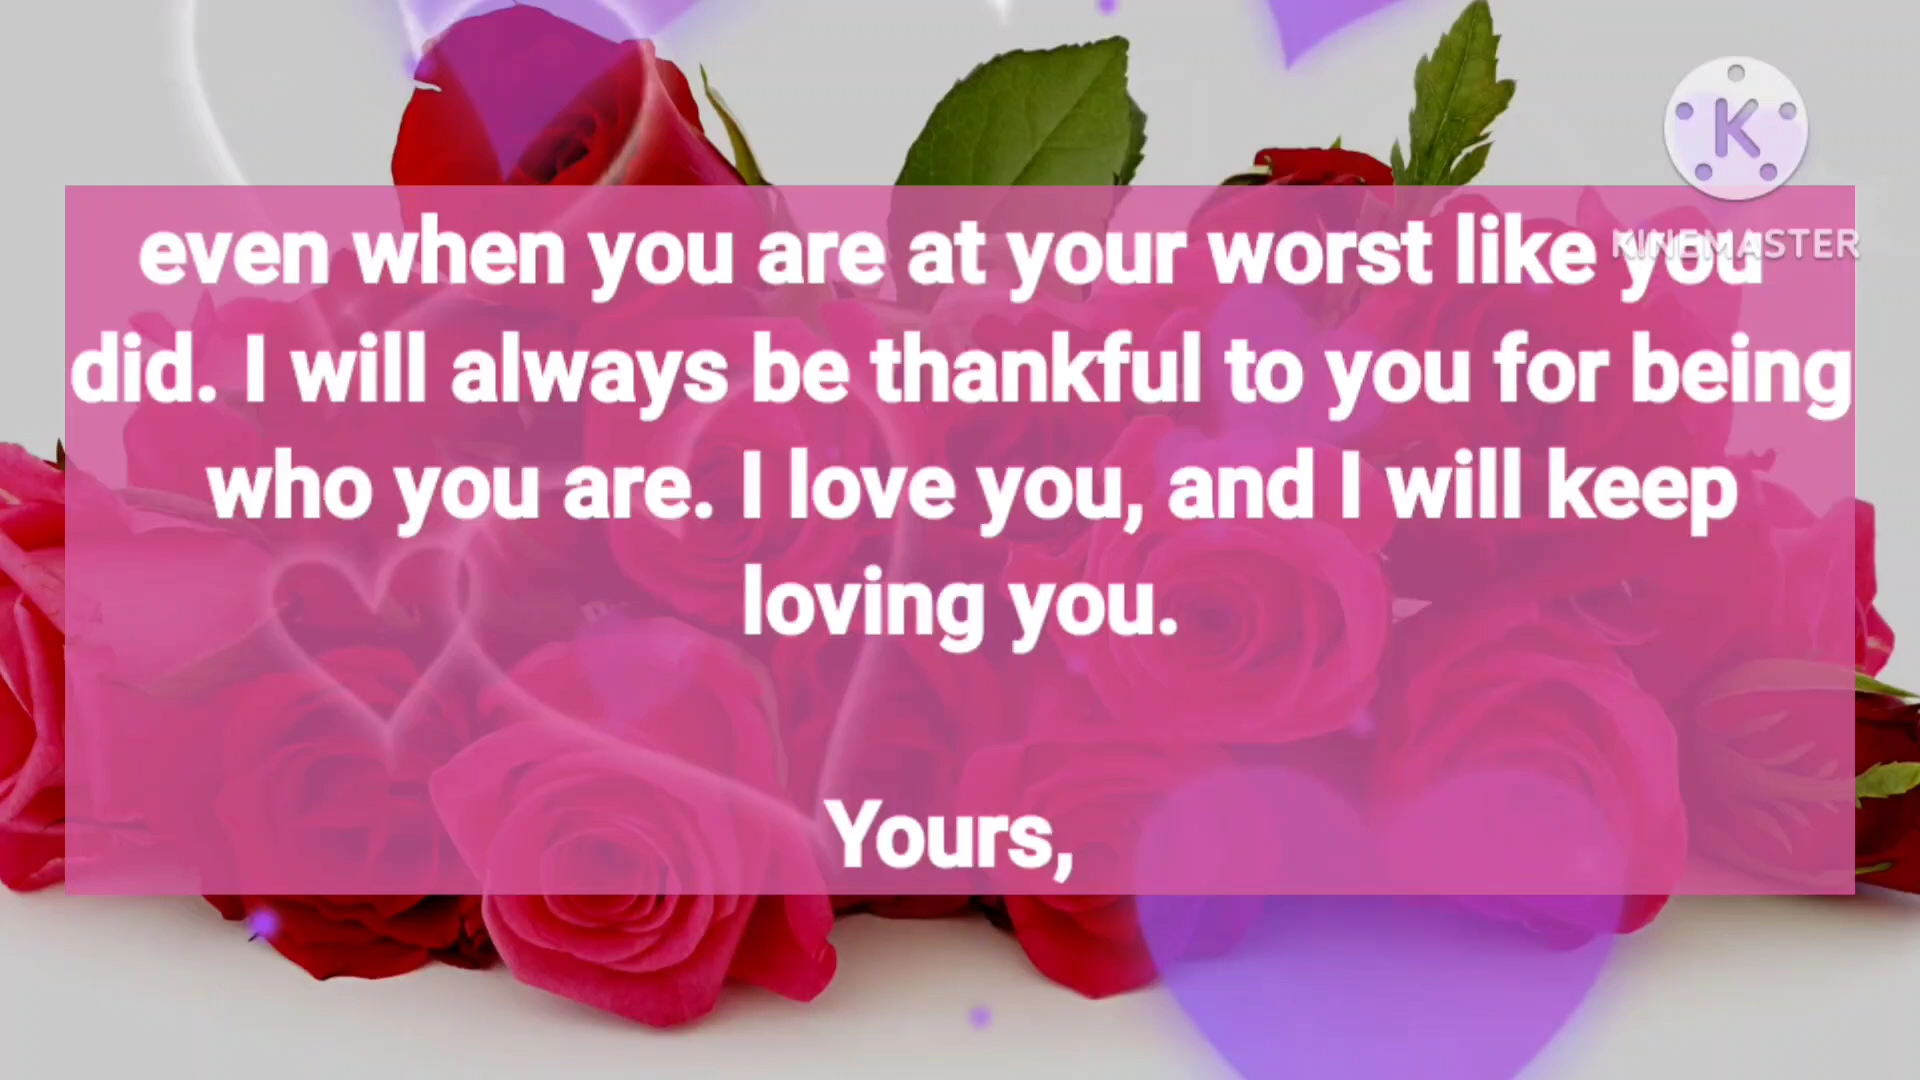 K
KINEMASTER
even when you are at your worst like you
did. I will always be thankful to you for being
who you are. I love you, and I will keep
loving you.
Yours,